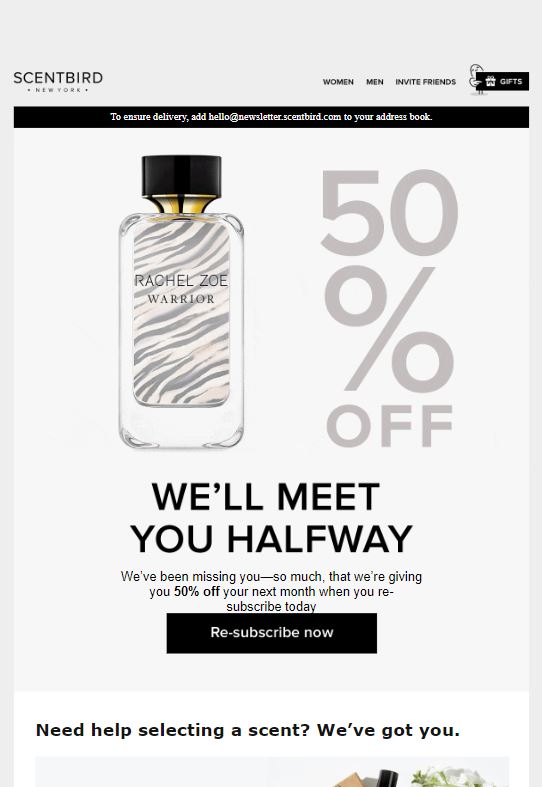 SCENTBIRD
• NEW YORK •
WOMEN MEN INVITE FRIENDS GIFTS
To ensure delivery, add hello@newsletter.scentbird.com to your address book.
50
%
OFF
RACHEL ZOE
WARRIOR
WE’LL MEET
YOU HALFWAY
We’ve been missing you—so much, that we’re giving
you 50% off your next month when you re-
subscribe today
Re-subscribe now
Need help selecting a scent? We’ve got you.